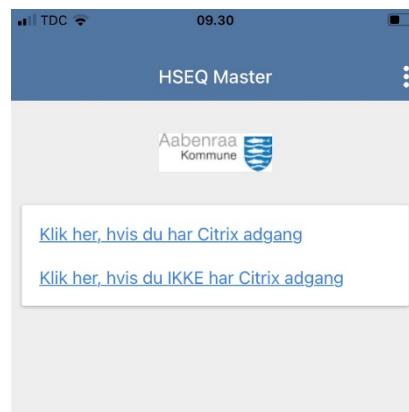 TDC
09.30
HSEQ Master
Aabenraa
Kommune
Klik her, hvis du har Citrix adgang
Klik her, hvis du IKKE har Citrix adgang